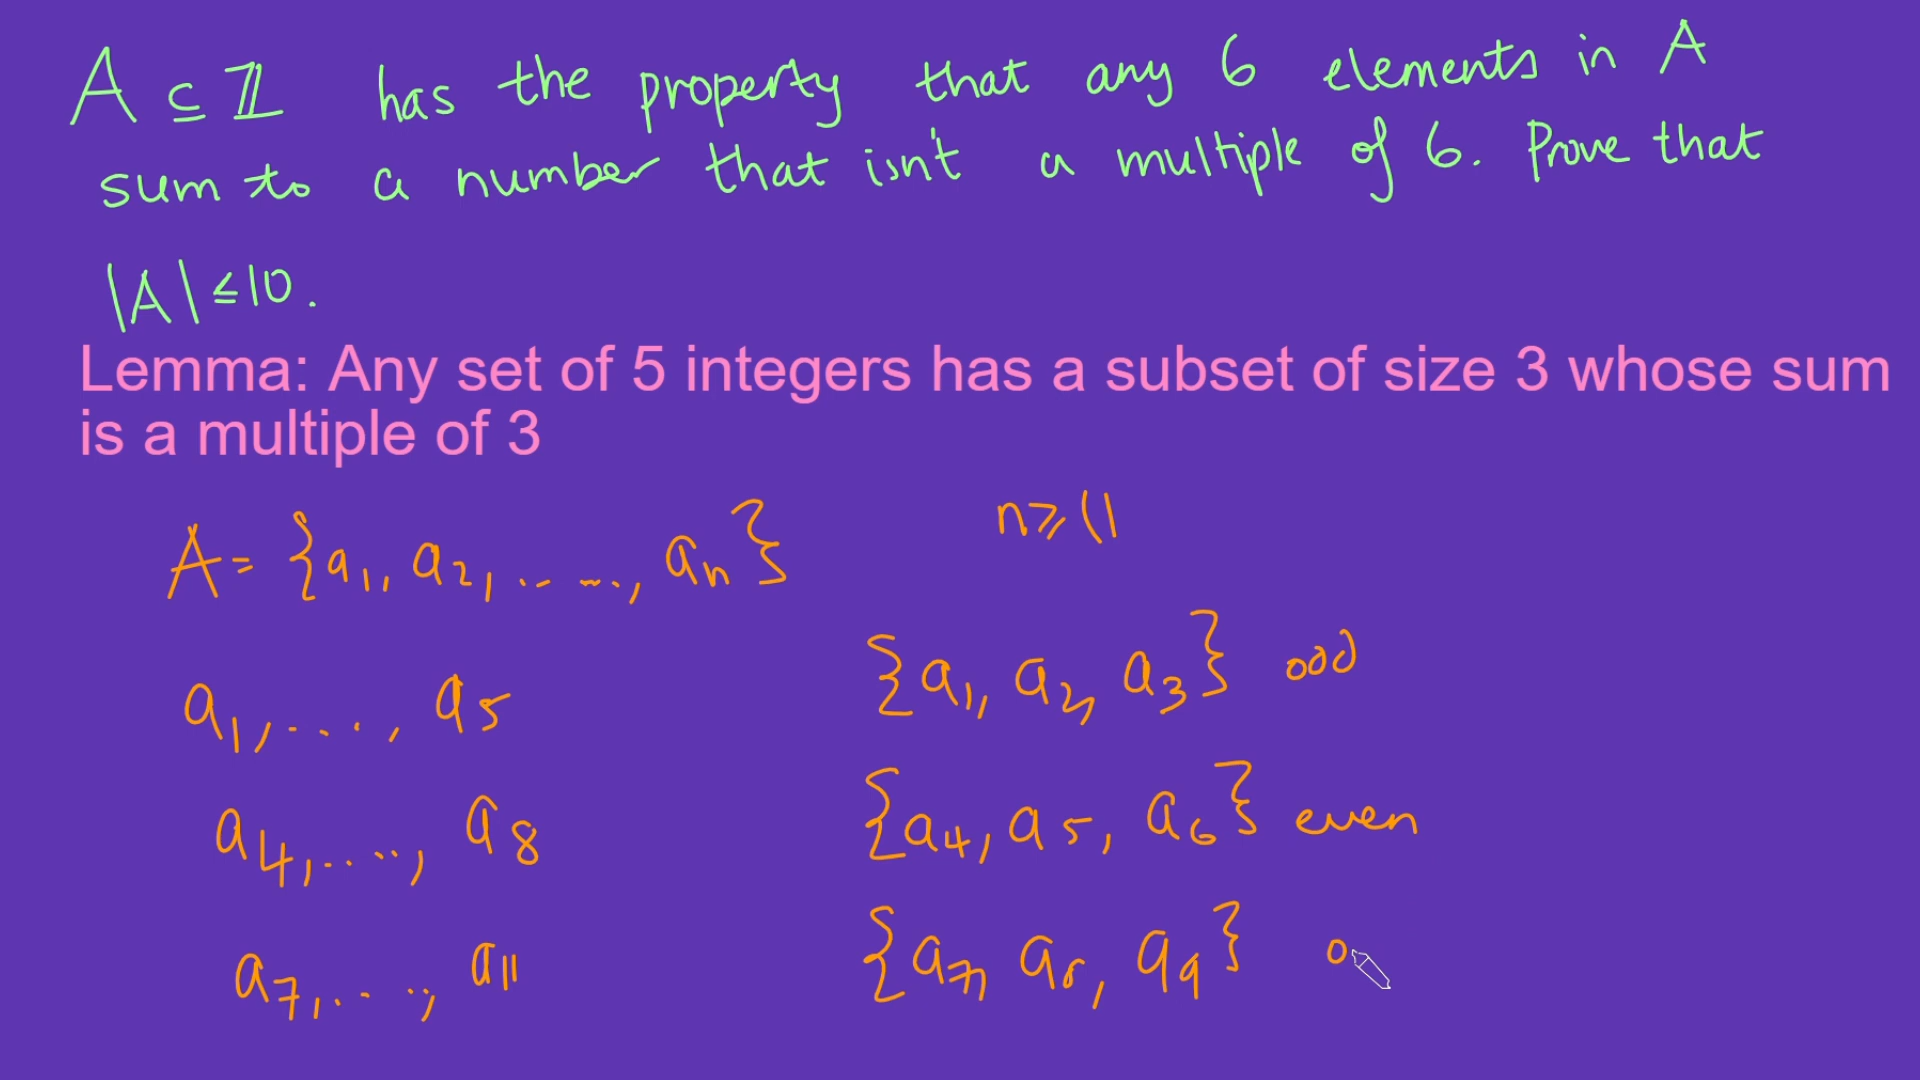 A ⊆ ℤ has the property that any 6 elements in A
sum to a number that isn't a multiple of 6. Prove that
|A| ≤ 10.
Lemma: Any set of 5 integers has a subset of size 3 whose sum
is a multiple of 3
A = {a₁, a₂, ......, aₙ} n ≥ 11
a₁, ..., a₅ {a₁, a₂, a₃} odd
a₄, ...., a₈ {a₄, a₅, a₆} even
a₇, ...., a₁₁ {a₇, a₈, a₉} o